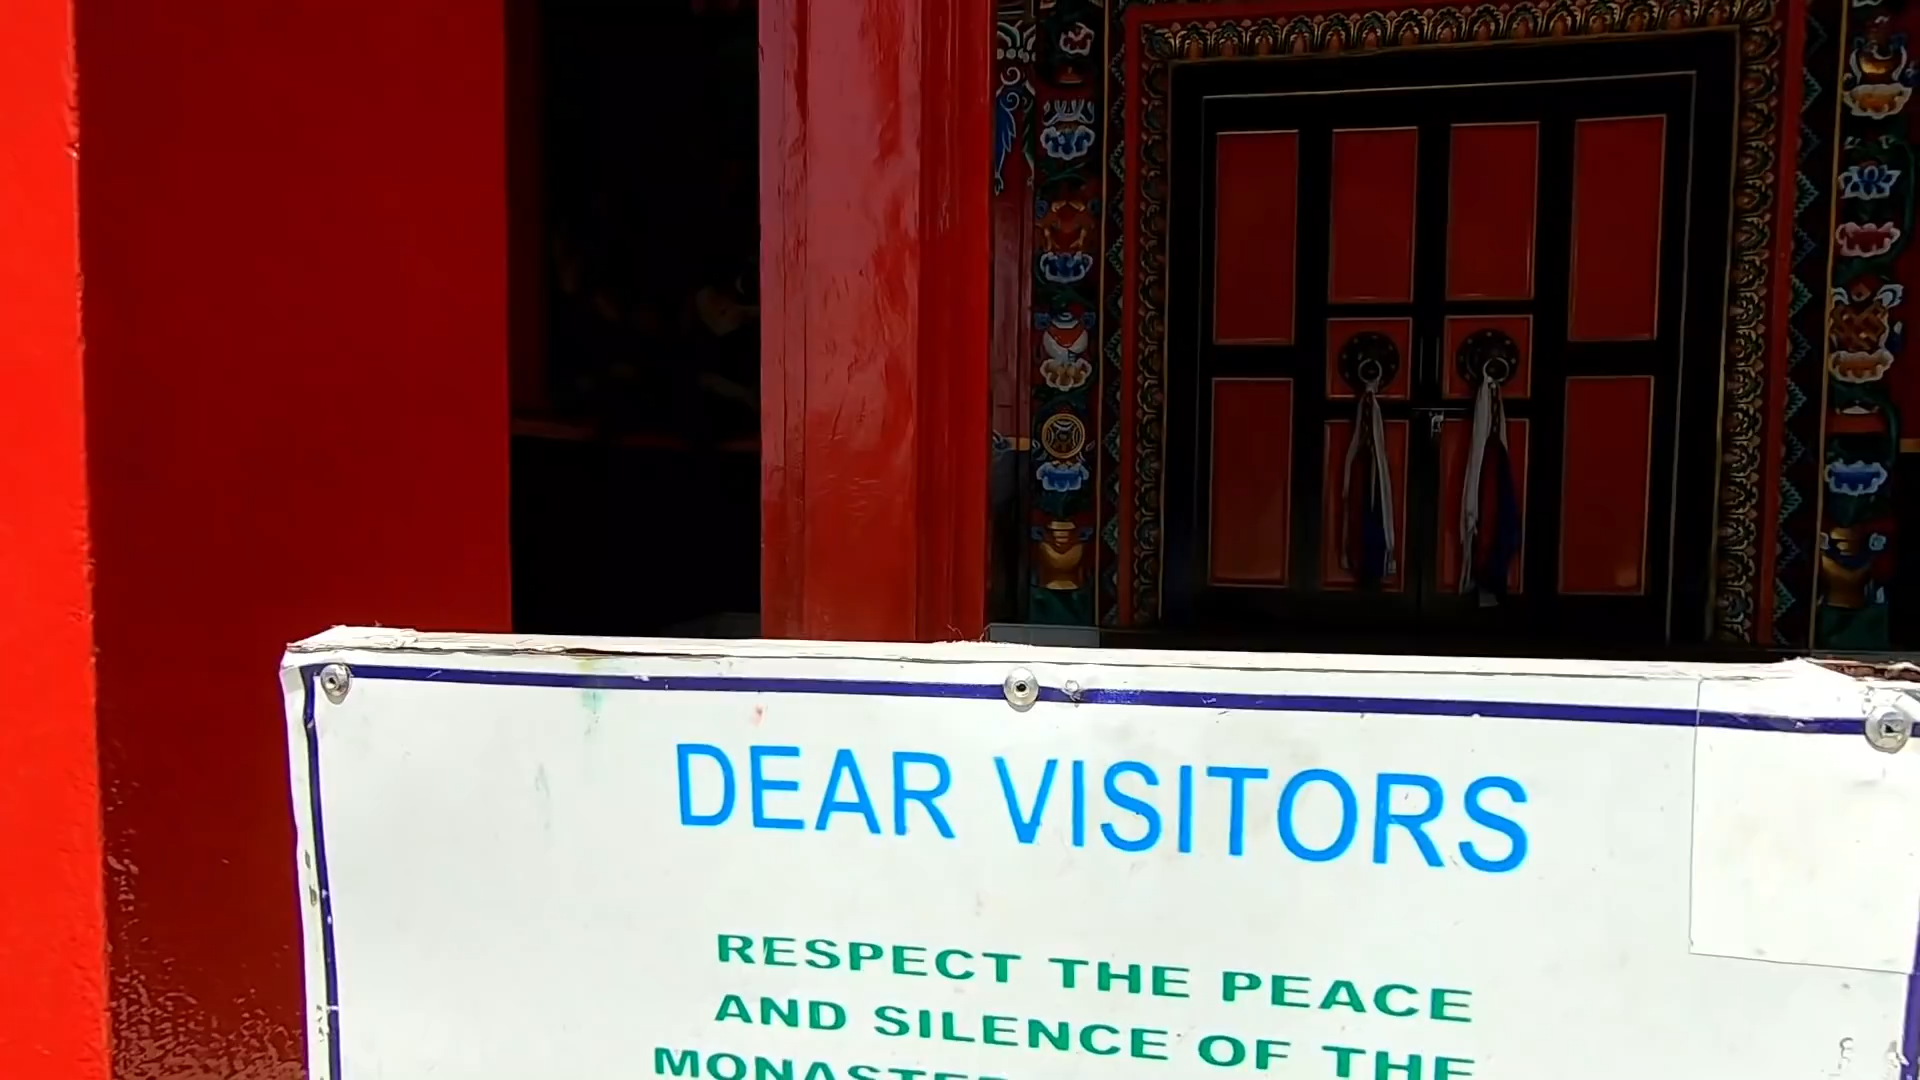 DEAR VISITORS
RESPECT THE PEACE
AND SILENCE OF THE